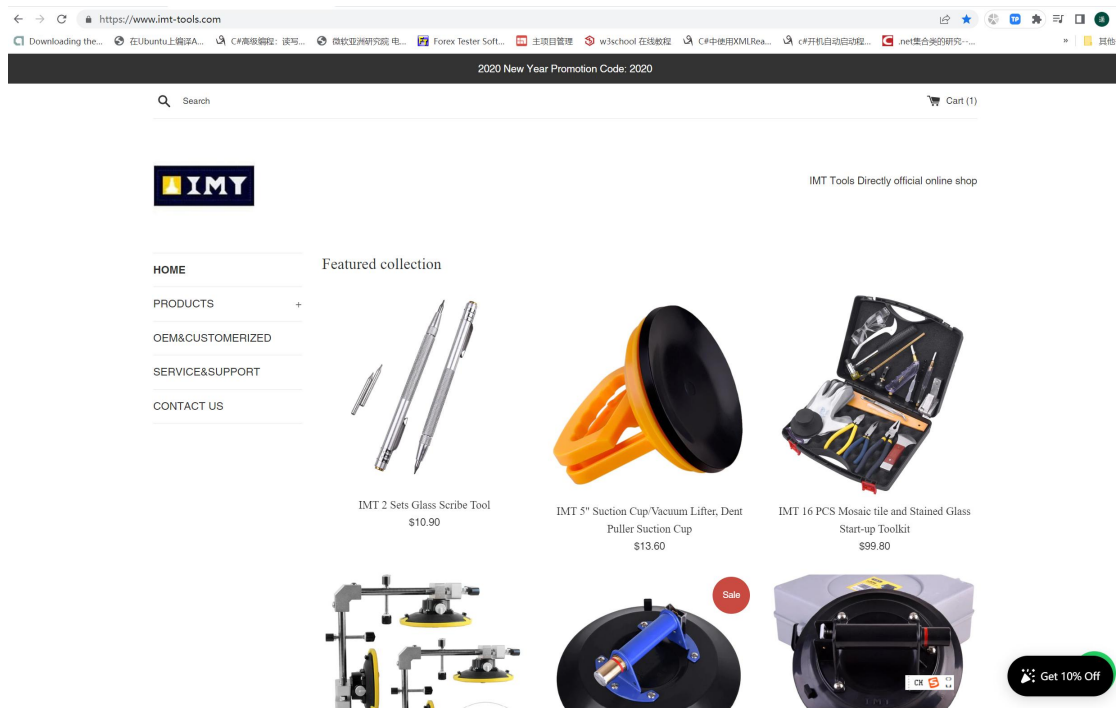 https://www.imt-tools.com
Downloading the...
在Ubuntu上编译A...
C#高级编程：读写...
微软亚洲研究院 电...
Forex Tester Soft...
主项目管理
w3school 在线教程
C#中使用XMLRea...
c#开机自动启动程...
.net集合类的研究--...
»
其他
2020 New Year Promotion Code: 2020
Search
Cart (1)
IMT
IMT Tools Directly official online shop
HOME
PRODUCTS +
OEM&CUSTOMERIZED
SERVICE&SUPPORT
CONTACT US
Featured collection
IMT 2 Sets Glass Scribe Tool
$10.90
IMT 5" Suction Cup/Vacuum Lifter, Dent
Puller Suction Cup
$13.60
IMT 16 PCS Mosaic tile and Stained Glass
Start-up Toolkit
$99.80
Sale
CH
IMT
Get 10% Off